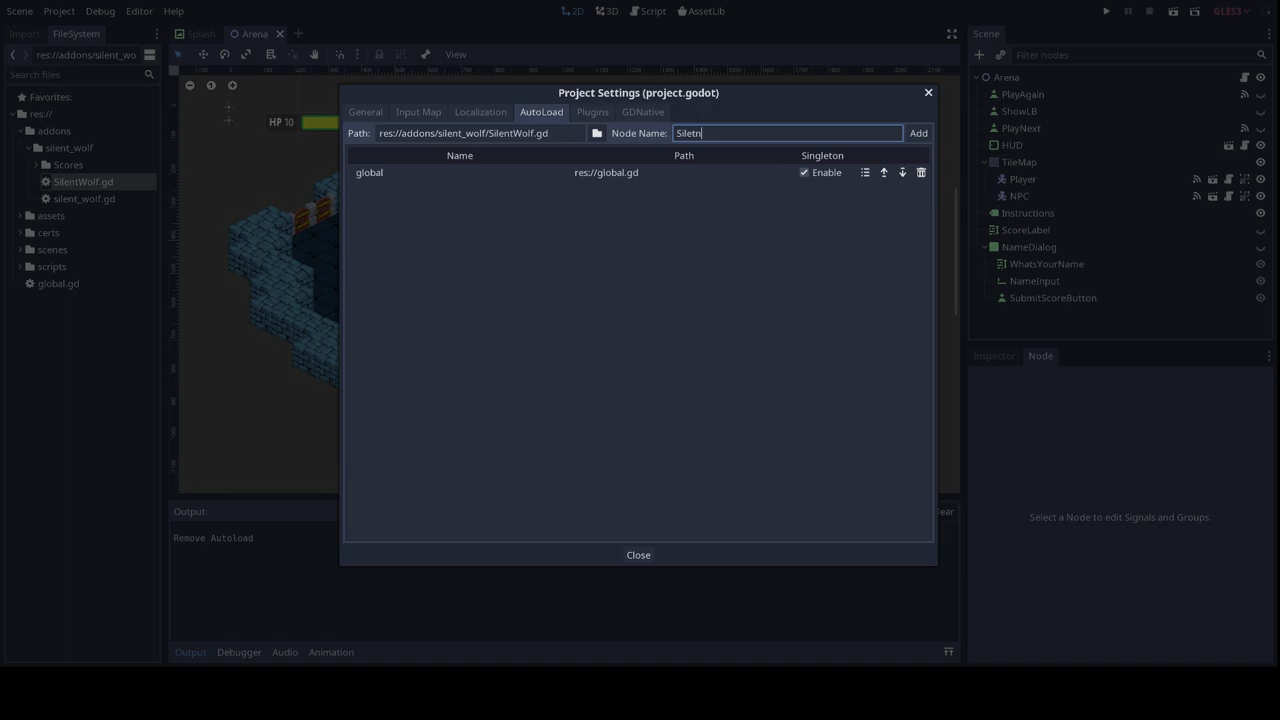 Scene Project Debug Editor Help
2D 3D Script AssetLib
GLES3
Import FileSystem
Splash Arena
Scene
res://addons/silent_wo
View
Filter nodes
Search files
Favorites:
res://
addons
silent_wolf
Scores
SilentWolf.gd
silent_wolf.gd
assets
certs
scenes
scripts
global.gd
HP 10
Project Settings (project.godot)
General Input Map Localization AutoLoad Plugins GDNative
Path: res://addons/silent_wolf/SilentWolf.gd Node Name: Siletn Add
Name Path Singleton
global res://global.gd Enable
Close
Arena
PlayAgain
ShowLB
PlayNext
HUD
TileMap
Player
NPC
Instructions
ScoreLabel
NameDialog
WhatsYourName
NameInput
SubmitScoreButton
Inspector Node
Select a Node to edit Signals and Groups.
Output:
Remove Autoload
Output Debugger Audio Animation